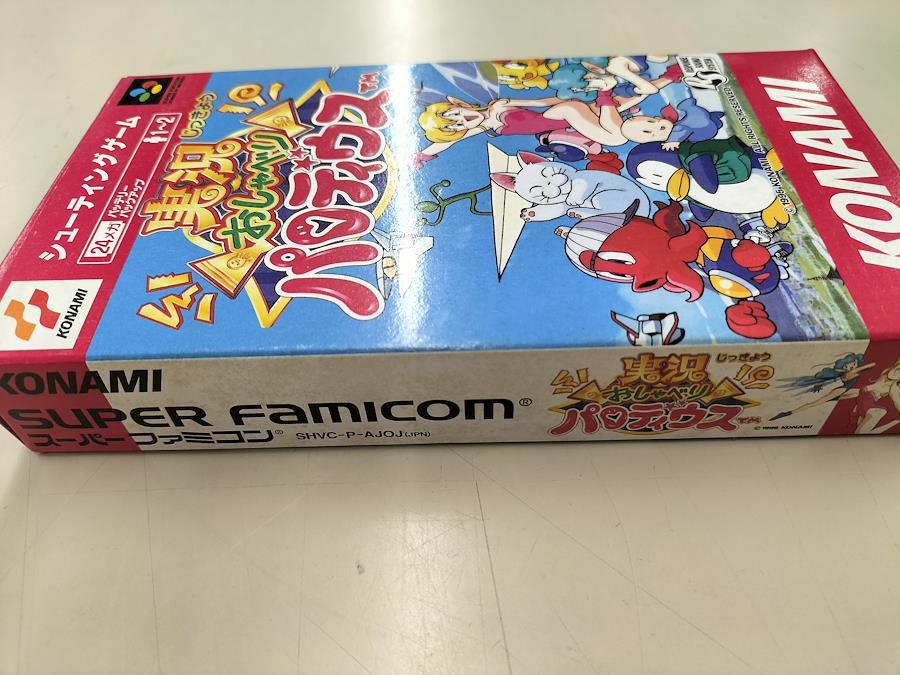 シューティングゲーム
24メガ
バッテリー
バックアップ
1~2
KONAMI
じっきょう
実況
おしゃべり
パロディウス
TM
© 1995 KONAMI ALL RIGHTS RESERVED.
KONAMI
KONAMI
SUPER FAMICOM®
スーパーファミコン® SHVC-P-AJOJ(JPN)
じっきょう
実況
おしゃべり
パロディウス TM